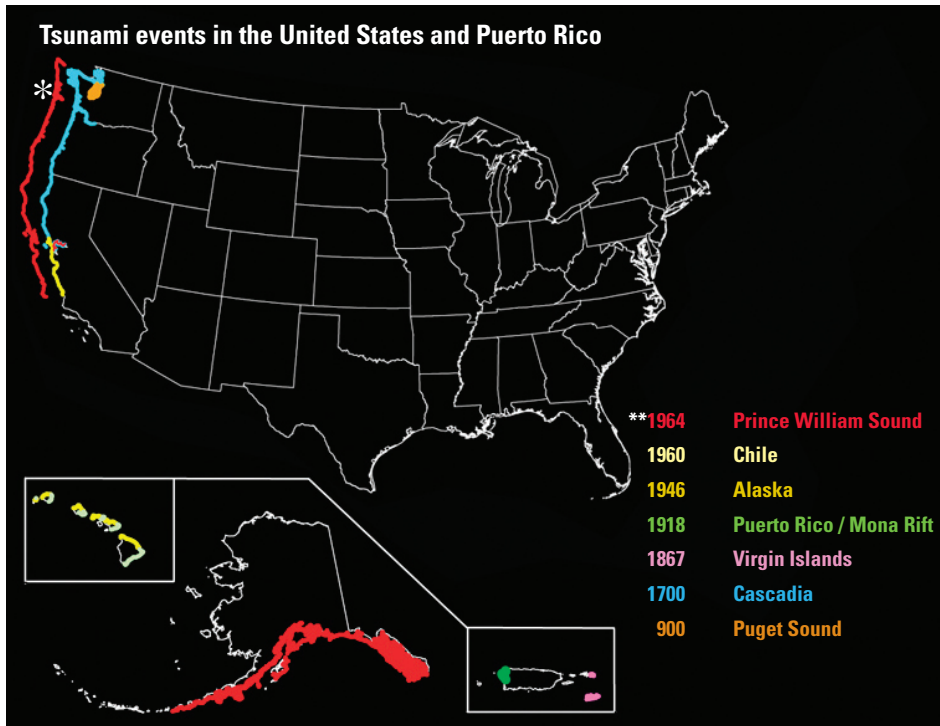 Tsunami events in the United States and Puerto Rico
*
**1964 Prince William Sound
1960 Chile
1946 Alaska
1918 Puerto Rico / Mona Rift
1867 Virgin Islands
1700 Cascadia
900 Puget Sound